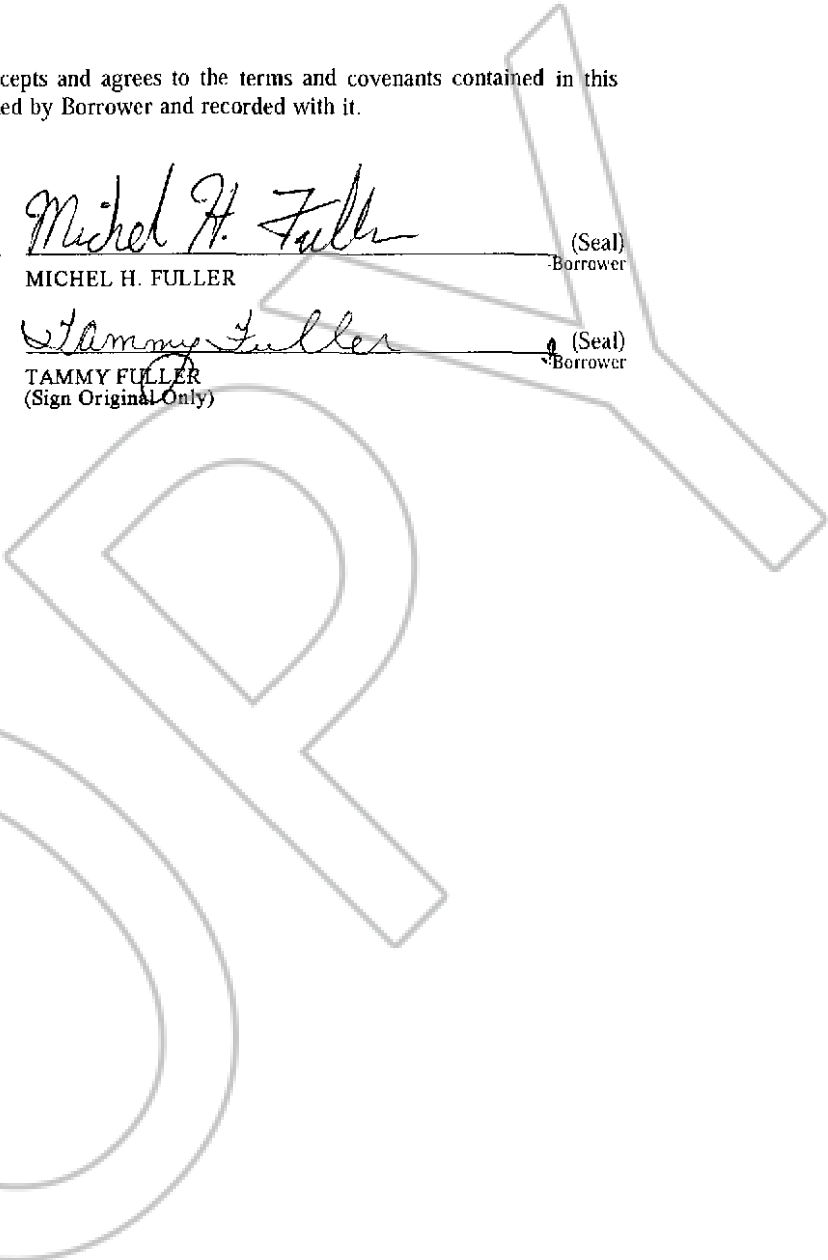 cepts and agrees to the terms and covenants contained in this
ed by Borrower and recorded with it.
Michel H. Fuller
(Seal)
-Borrower
MICHEL H. FULLER
Tammy Fuller
(Seal)
-Borrower
TAMMY FULLER
(Sign Original Only)
OPY